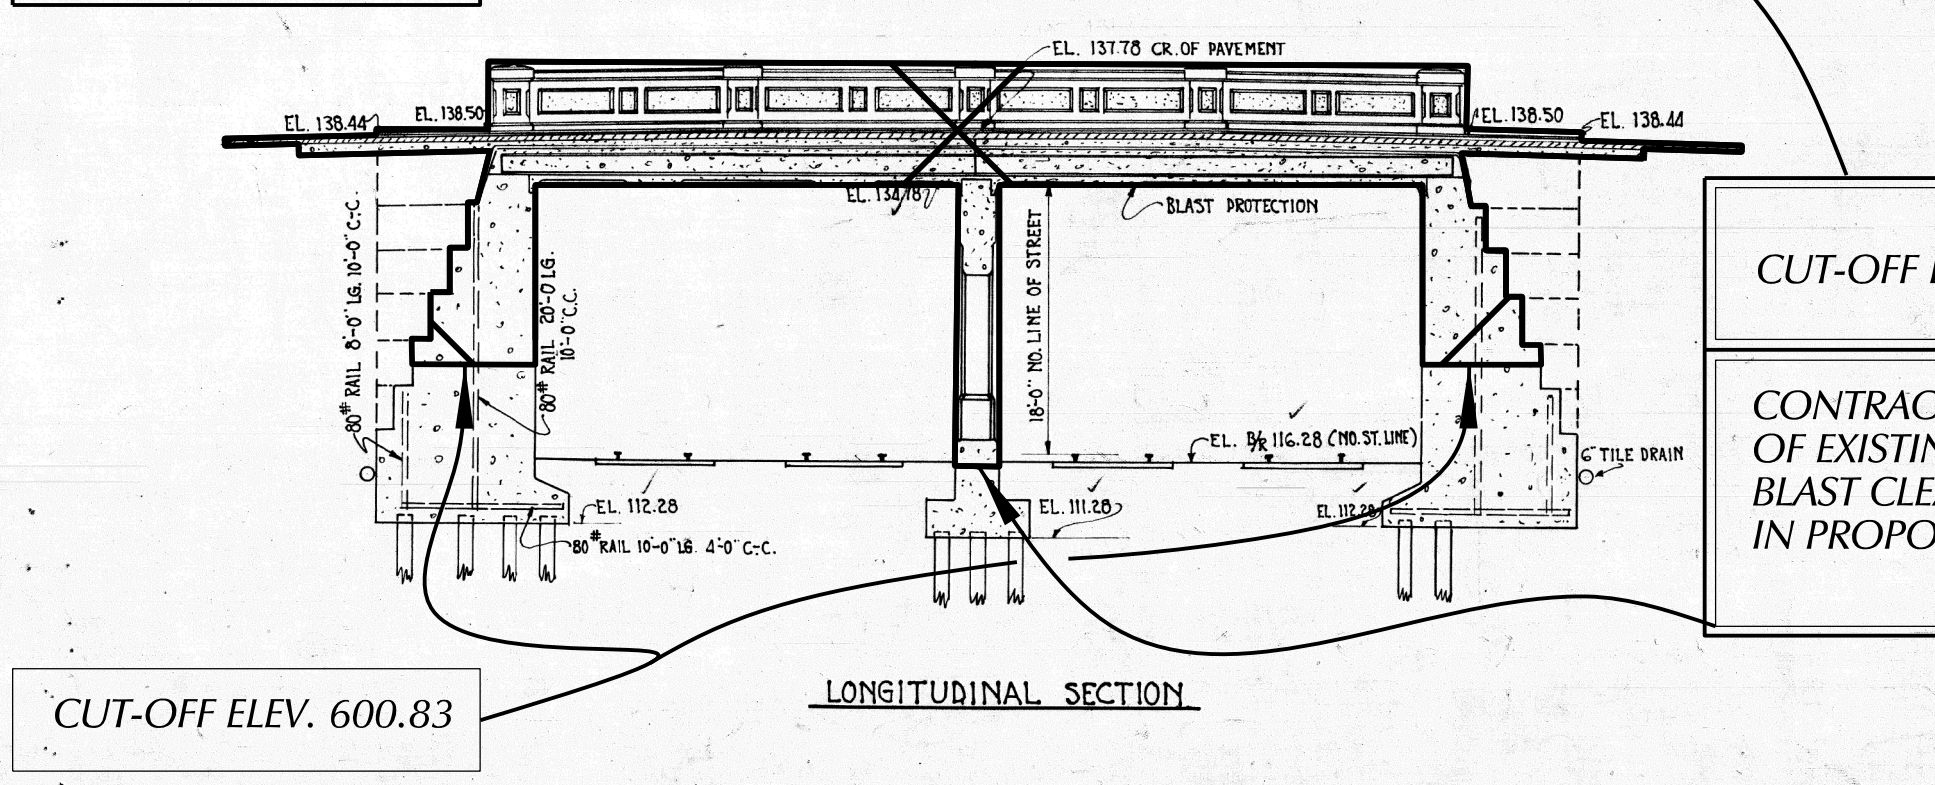 EL. 137.78 CR. OF PAVEMENT
EL. 138.44
EL. 138.50
EL. 138.50
EL. 138.44
EL. 134.78
BLAST PROTECTION
80# RAIL 8'-0" LG. 10'-0" C.-C.
80# RAIL 20'-0 LG.
10'-0" C.C.
18'-0" NO. LINE OF STREET
CUT-OFF
CONTRAC
OF EXISTIN
BLAST CLEA
IN PROPO
EL. B/R 116.28 (NO. ST. LINE)
6" TILE DRAIN
EL. 112.28
EL. 111.28
EL. 112.28
80# RAIL 10'-0" LG. 4'-0" C.-C.
LONGITUDINAL SECTION
CUT-OFF ELEV. 600.83